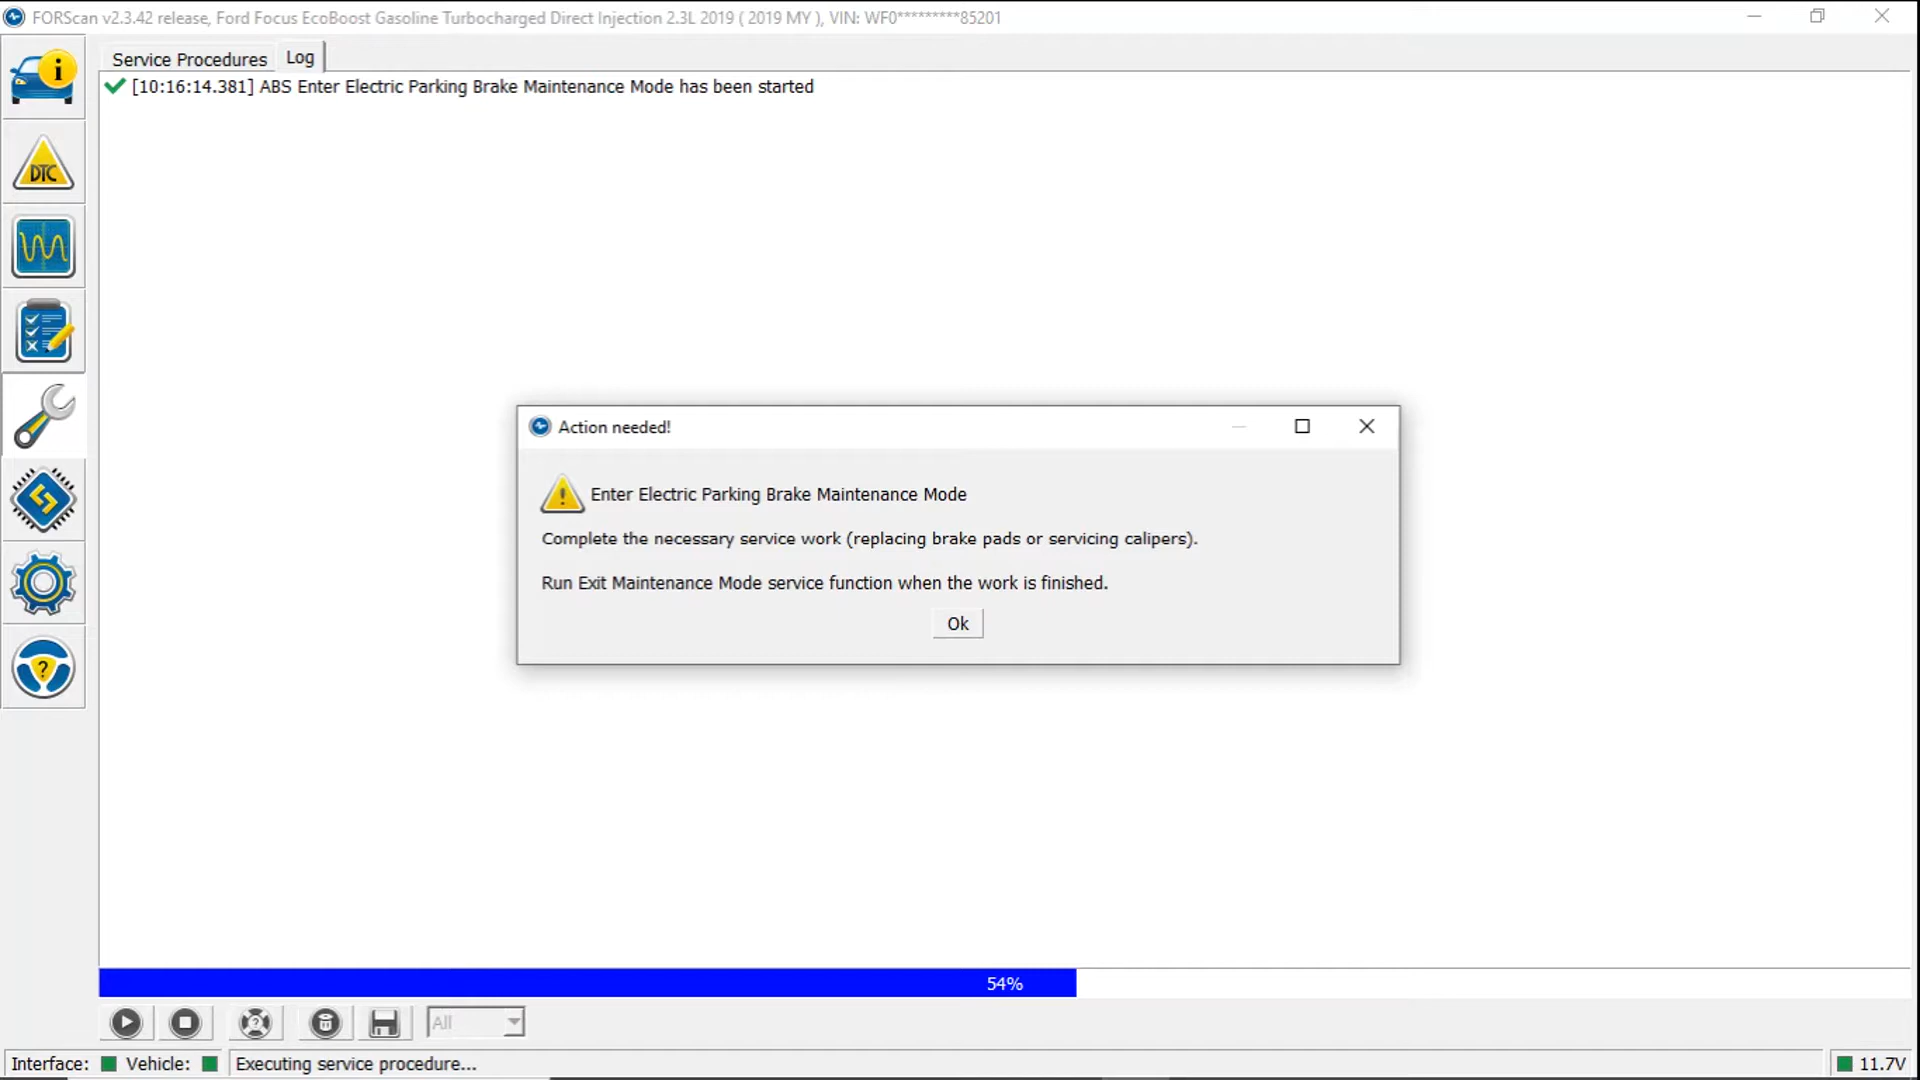 FORScan v2.3.42 release, Ford Focus EcoBoost Gasoline Turbocharged Direct Injection 2.3L 2019 ( 2019 MY ), VIN: WF0*********85201
Service Procedures
Log
[10:16:14.381] ABS Enter Electric Parking Brake Maintenance Mode has been started
DTC
Action needed!
Enter Electric Parking Brake Maintenance Mode
Complete the necessary service work (replacing brake pads or servicing calipers).
Run Exit Maintenance Mode service function when the work is finished.
Ok
54%
All
Interface:
Vehicle:
Executing service procedure...
11.7V